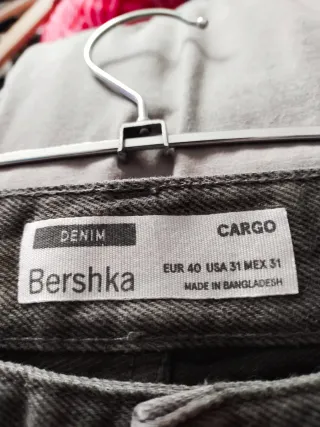 DENIM
CARGO
Bershka
EUR 40 USA 31 MEX 31
MADE IN BANGLADESH